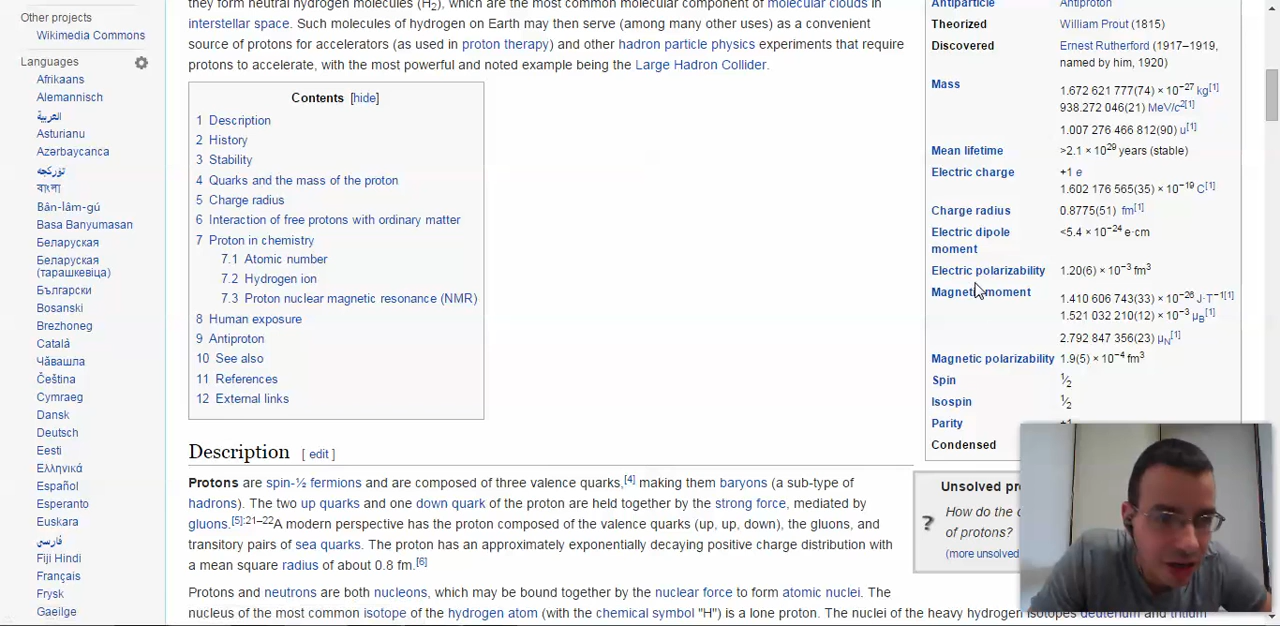 Other projects
Wikimedia Commons
Languages
Afrikaans
Alemannisch
العربية
Asturianu
Azərbaycanca
تۆرکجه
বাংলা
Bân-lâm-gú
Basa Banyumasan
Беларуская
Беларуская
(тарашкевіца)
Български
Bosanski
Brezhoneg
Català
Чӑвашла
Čeština
Cymraeg
Dansk
Deutsch
Eesti
Ελληνικά
Español
Esperanto
Euskara
فارسی
Fiji Hindi
Français
Frysk
Gaeilge
they form neutral hydrogen molecules (H2), which are the most common molecular component of molecular clouds in
interstellar space. Such molecules of hydrogen on Earth may then serve (among many other uses) as a convenient
source of protons for accelerators (as used in proton therapy) and other hadron particle physics experiments that require
protons to accelerate, with the most powerful and noted example being the Large Hadron Collider.
Contents [hide]
1 Description
2 History
3 Stability
4 Quarks and the mass of the proton
5 Charge radius
6 Interaction of free protons with ordinary matter
7 Proton in chemistry
7.1 Atomic number
7.2 Hydrogen ion
7.3 Proton nuclear magnetic resonance (NMR)
8 Human exposure
9 Antiproton
10 See also
11 References
12 External links
Description [ edit ]
Protons are spin-½ fermions and are composed of three valence quarks,[4] making them baryons (a sub-type of
hadrons). The two up quarks and one down quark of the proton are held together by the strong force, mediated by
gluons.[5]:21–22A modern perspective has the proton composed of the valence quarks (up, up, down), the gluons, and
transitory pairs of sea quarks. The proton has an approximately exponentially decaying positive charge distribution with
a mean square radius of about 0.8 fm.[6]
Protons and neutrons are both nucleons, which may be bound together by the nuclear force to form atomic nuclei. The
nucleus of the most common isotope of the hydrogen atom (with the chemical symbol "H") is a lone proton. The nuclei of the heavy hydrogen isotopes deuterium and tritium
Antiparticle Antiproton
Theorized William Prout (1815)
Discovered Ernest Rutherford (1917–1919,
named by him, 1920)
Mass 1.672 621 777(74) × 10−27 kg[1]
938.272 046(21) MeV/c2[1]
1.007 276 466 812(90) u[1]
Mean lifetime >2.1 × 1029 years (stable)
Electric charge +1 e
1.602 176 565(35) × 10−19 C[1]
Charge radius 0.8775(51) fm[1]
Electric dipole <5.4 × 10−24 e·cm
moment
Electric polarizability 1.20(6) × 10−3 fm3
Magnetic moment 1.410 606 743(33) × 10−26 J·T−1[1]
1.521 032 210(12) × 10−3 μB[1]
2.792 847 356(23) μN[1]
Magnetic polarizability 1.9(5) × 10−4 fm3
Spin 1⁄2
Isospin 1⁄2
Parity +1
Condensed
Unsolved
? How do the
of protons?
(more unsolved